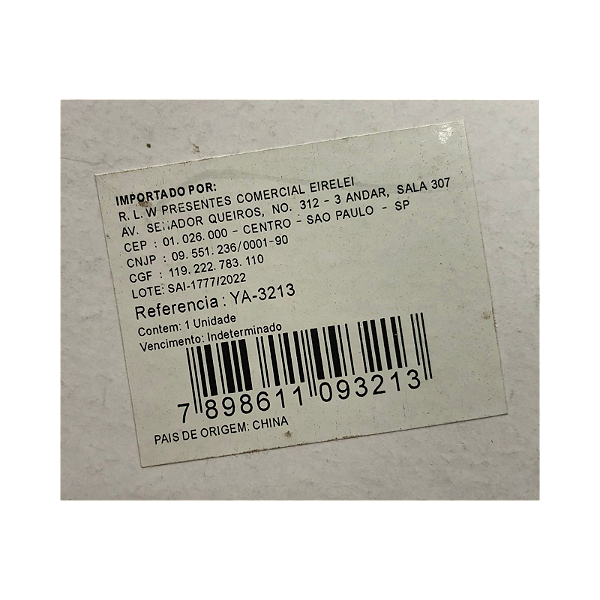 IMPORTADO POR:
R. L. W PRESENTES COMERCIAL EIRELEI
AV. SENADOR QUEIROS, NO. 312 - 3 ANDAR, SALA 307
CEP : 01. 026. 000 - CENTRO - SAO PAULO - SP
CNJP : 09. 551. 236/0001-90
CGF : 119. 222. 783. 110
LOTE: SAI-1777/2022
Referencia : YA-3213
Contem: 1 Unidade
Vencimento: Indeterminado
7 898611 093213
PAIS DE ORIGEM: CHINA